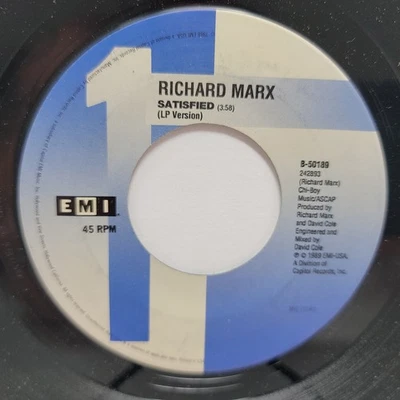 RICHARD MARX
SATISFIED (3:58)
(LP Version)
EMI
45 RPM
B-50189
242893
(Richard Marx)
Chi-Boy
Music/ASCAP
Produced by
Richard Marx
and David Cole
Engineered and
Mixed by
David Cole
℗ © 1989 EMI-USA,
A Division of
Capitol Records, Inc.